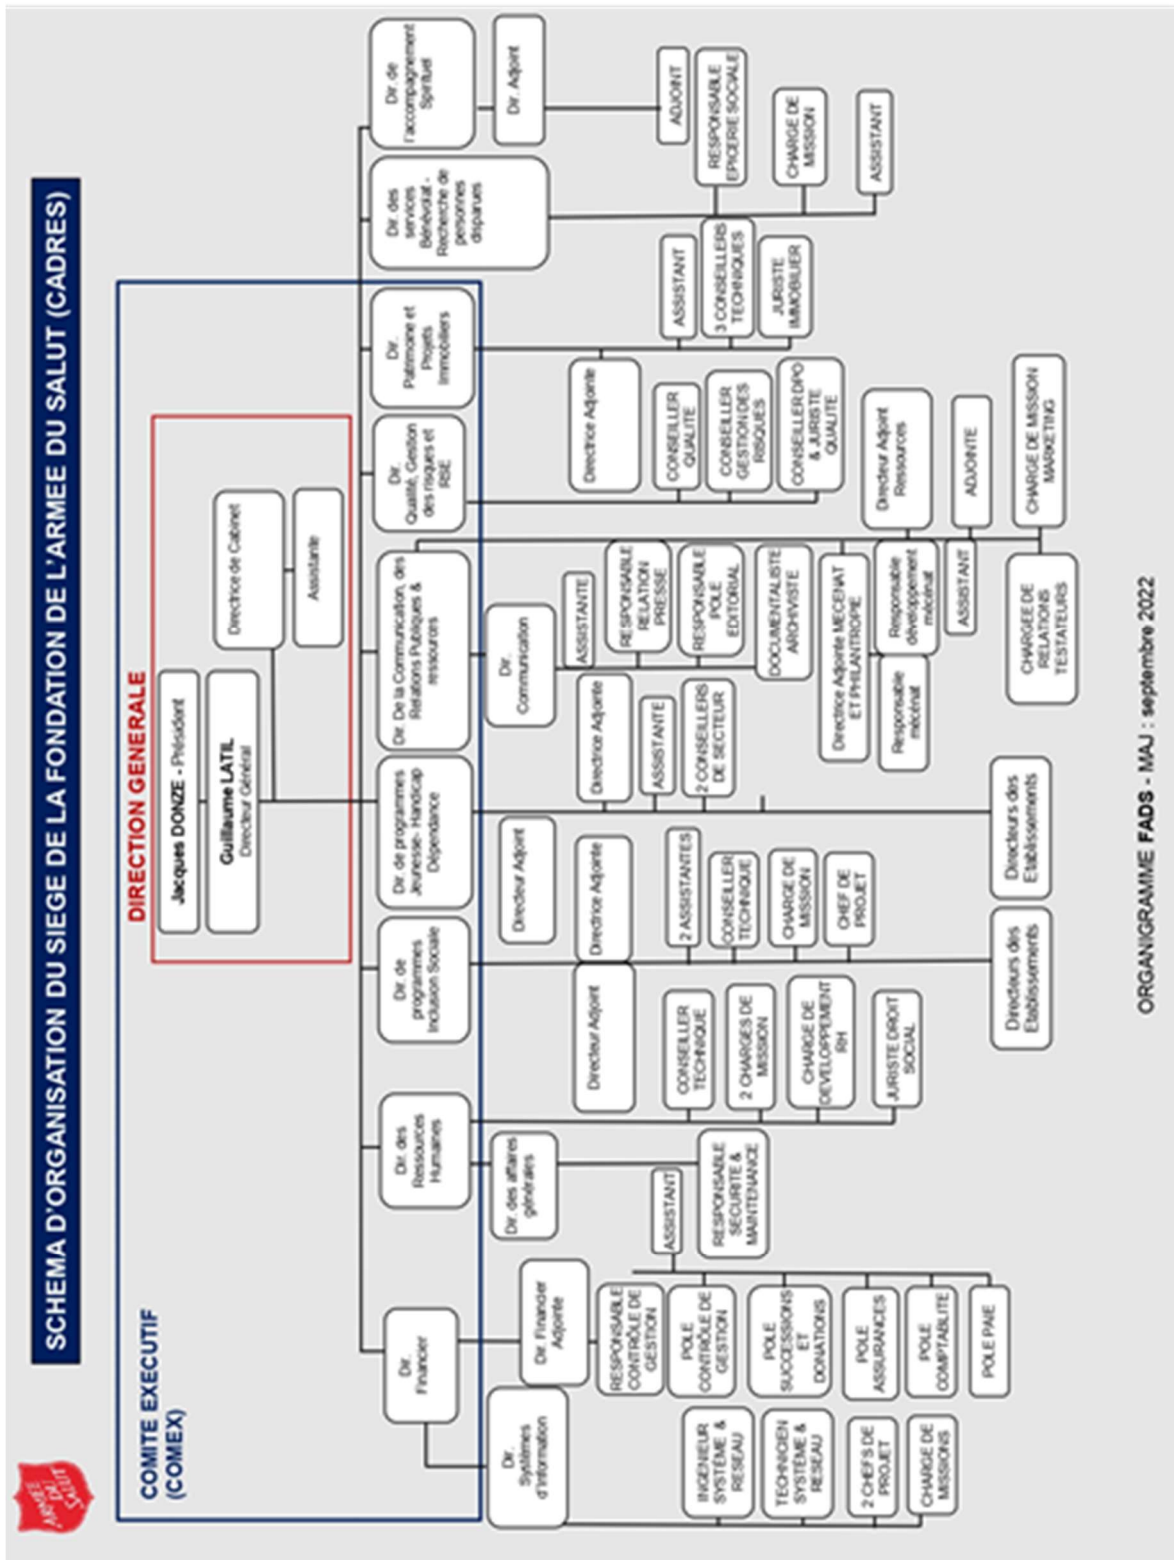 ARMÉE
DU
SALUT
SCHEMA D'ORGANISATION DU SIEGE DE LA FONDATION DE L'ARMEE DU SALUT (CADRES)
COMITE EXECUTIF
(COMEX)
DIRECTION GENERALE
Jacques DONZE - Président
Guillaume LATIL
Directeur Général
Directrice de Cabinet
Assistante
Dir.
Financier
Dir. des
Ressources
Humaines
Dir. de
programmes
Inclusion Sociale
Dir. de programmes
Jeunesse- Handicap
Dépendance
Dir. De la Communication, des
Relations Publiques &
ressources
Dir.
Qualité, Gestion
des risques et
RSE
Dir.
Patrimoine et
Projets
Immobiliers
Dir. des
services
Bénévolat -
Recherche de
personnes
disparues
Dir. de
l'accompagnement
Spirituel
Dir.
Systèmes
d'information
INGENIEUR
SYSTÈME &
RESEAU
TECHNICIEN
SYSTÈME &
RESEAU
2 CHEFS DE
PROJET
CHARGE DE
MISSIONS
Dir. Financier
Adjointe
RESPONSABLE
CONTRÔLE DE
GESTION
ASSISTANT
POLE
CONTRÔLE DE
GESTION
POLE
SUCCESSIONS
ET
DONATIONS
POLE
ASSURANCES
POLE
COMPTABLITE
POLE PAIE
Dir. des affaires
générales
RESPONSABLE
SECURITE &
MAINTENANCE
Directeur Adjoint
CONSEILLER
TECHNIQUE
2 CHARGES DE
MISSION
CHARGE DE
DEVELOPPEMENT
RH
JURISTE DROIT
SOCIAL
Directeur Adjoint
Directrice Adjointe
2 ASSISTANTES
CONSEILLER
TECHNIQUE
CHARGE DE
MISSION
CHEF DE
PROJET
Directeurs des
Etablissements
Directrice Adjointe
ASSISTANTE
2 CONSEILLERS
DE SECTEUR
Directeurs des
Etablissements
Dir.
Communication
ASSISTANTE
RESPONSABLE
RELATION
PRESSE
RESPONSABLE
POLE
EDITORIAL
DOCUMENTALISTE
ARCHIVISTE
Directrice Adjointe MECENAT
ET PHILANTROPIE
Responsable
mécénat
Responsable
développement
mécénat
Directeur Adjoint
Ressources
ASSISTANT
ADJOINTE
CHARGEE DE
RELATIONS
TESTATEURS
CHARGE DE MISSION
MARKETING
Directrice Adjointe
CONSEILLER
QUALITE
CONSEILLER
GESTION DES
RISQUES
CONSEILLER DPO
& JURISTE
QUALITE
ASSISTANT
3 CONSEILLERS
TECHNIQUES
JURISTE
IMMOBILIER
Dir. Adjoint
ADJOINT
RESPONSABLE
EPICERIE SOCIALE
CHARGE DE
MISSION
ASSISTANT
ORGANIGRAMME FADS - MAJ : septembre 2022